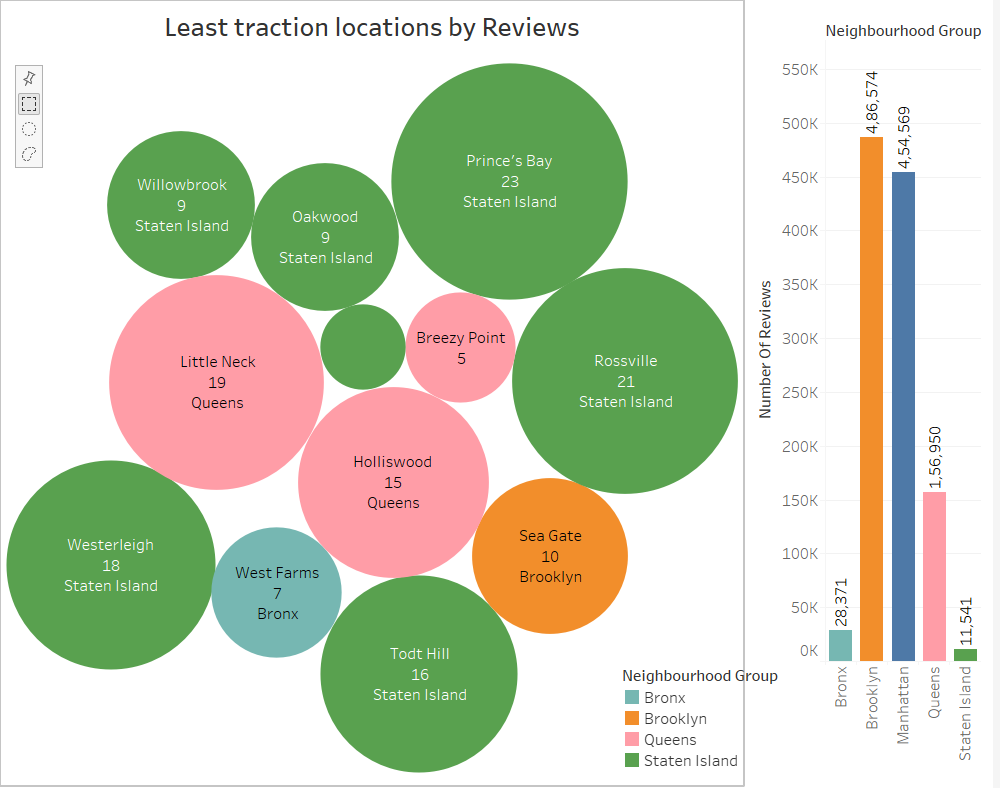 Least traction locations by Reviews
Willowbrook
9
Staten Island
Oakwood
9
Staten Island
Prince's Bay
23
Staten Island
Little Neck
19
Queens
Breezy Point
5
Rossville
21
Staten Island
Holliswood
15
Queens
Westerleigh
18
Staten Island
West Farms
7
Bronx
Sea Gate
10
Brooklyn
Todt Hill
16
Staten Island
Neighbourhood Group
Bronx
Brooklyn
Queens
Staten Island
Neighbourhood Group
Number Of Reviews
550K
500K
450K
400K
350K
300K
250K
200K
150K
100K
50K
0K
28,371
4,86,574
4,54,569
1,56,950
11,541
Bronx
Brooklyn
Manhattan
Queens
Staten Island